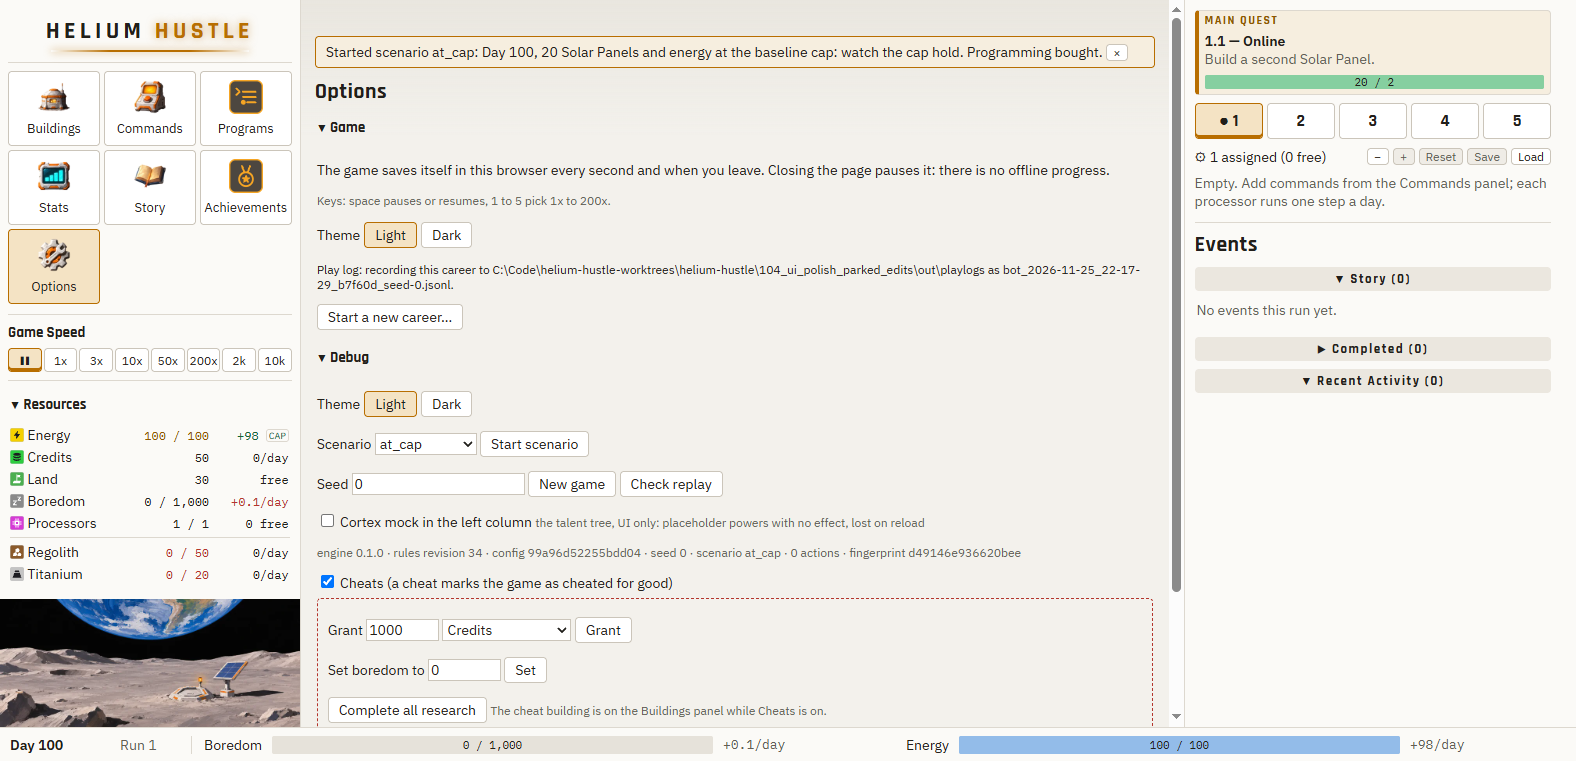 HELIUM HUSTLE
Buildings
Commands
Programs
Stats
Story
Achievements
Options
Game Speed
1x 3x 10x 50x 200x 2k 10k
▼ Resources
Energy 100 / 100 +98 CAP
Credits 50 0/day
Land 30 free
Boredom 0 / 1,000 +0.1/day
Processors 1 / 1 0 free
Regolith 0 / 50 0/day
Titanium 0 / 20 0/day
Started scenario at_cap: Day 100, 20 Solar Panels and energy at the baseline cap: watch the cap hold. Programming bought. ×
Options
▼ Game
The game saves itself in this browser every second and when you leave. Closing the page pauses it: there is no offline progress.
Keys: space pauses or resumes, 1 to 5 pick 1x to 200x.
Theme Light Dark
Play log: recording this career to C:\Code\helium-hustle-worktrees\helium-hustle\104_ui_polish_parked_edits\out\playlogs as bot_2026-11-25_22-17-
29_b7f60d_seed-0.jsonl.
Start a new career...
▼ Debug
Theme Light Dark
Scenario at_cap Start scenario
Seed 0 New game Check replay
Cortex mock in the left column the talent tree, UI only: placeholder powers with no effect, lost on reload
engine 0.1.0 · rules revision 34 · config 99a96d52255bdd04 · seed 0 · scenario at_cap · 0 actions · fingerprint d49146e936620bee
Cheats (a cheat marks the game as cheated for good)
Grant 1000 Credits Grant
Set boredom to 0 Set
Complete all research The cheat building is on the Buildings panel while Cheats is on.
MAIN QUEST
1.1 — Online
Build a second Solar Panel.
20 / 2
● 1 2 3 4 5
⚙ 1 assigned (0 free) − + Reset Save Load
Empty. Add commands from the Commands panel; each
processor runs one step a day.
Events
▼ Story (0)
No events this run yet.
▶ Completed (0)
▼ Recent Activity (0)
Day 100 Run 1 Boredom 0 / 1,000 +0.1/day Energy 100 / 100 +98/day